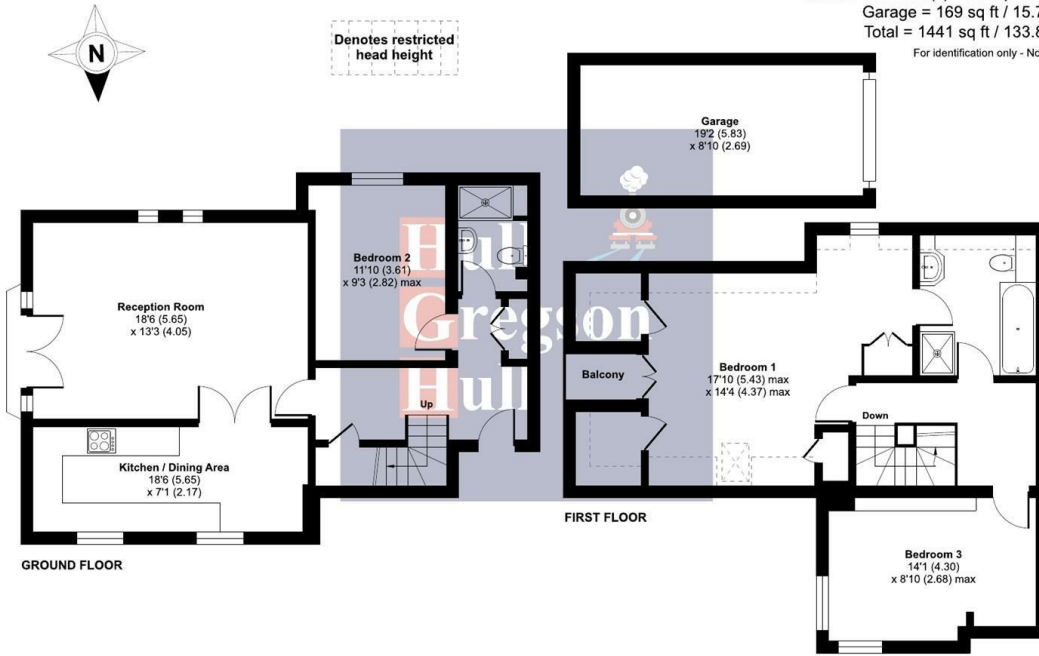 Garage = 169 sq ft / 15.7
Total = 1441 sq ft / 133.8
For identification only - No
N
Denotes restricted
head height
Garage
19'2 (5.83)
x 8'10 (2.69)
Bedroom 2
11'10 (3.61)
x 9'3 (2.82) max
Reception Room
18'6 (5.65)
x 13'3 (4.05)
Hull
Gregson
Hull
Up
Kitchen / Dining Area
18'6 (5.65)
x 7'1 (2.17)
GROUND FLOOR
Balcony
Bedroom 1
17'10 (5.43) max
x 14'4 (4.37) max
Down
FIRST FLOOR
Bedroom 3
14'1 (4.30)
x 8'10 (2.68) max